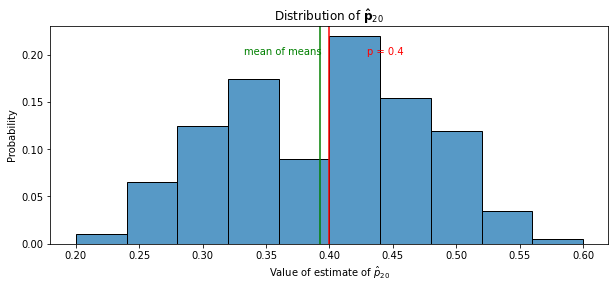 Distribution of p̂₂₀
mean of means
p = 0.4
Probability
0.20
0.15
0.10
0.05
0.00
0.20 0.25 0.30 0.35 0.40 0.45 0.50 0.55 0.60
Value of estimate of p̂₂₀